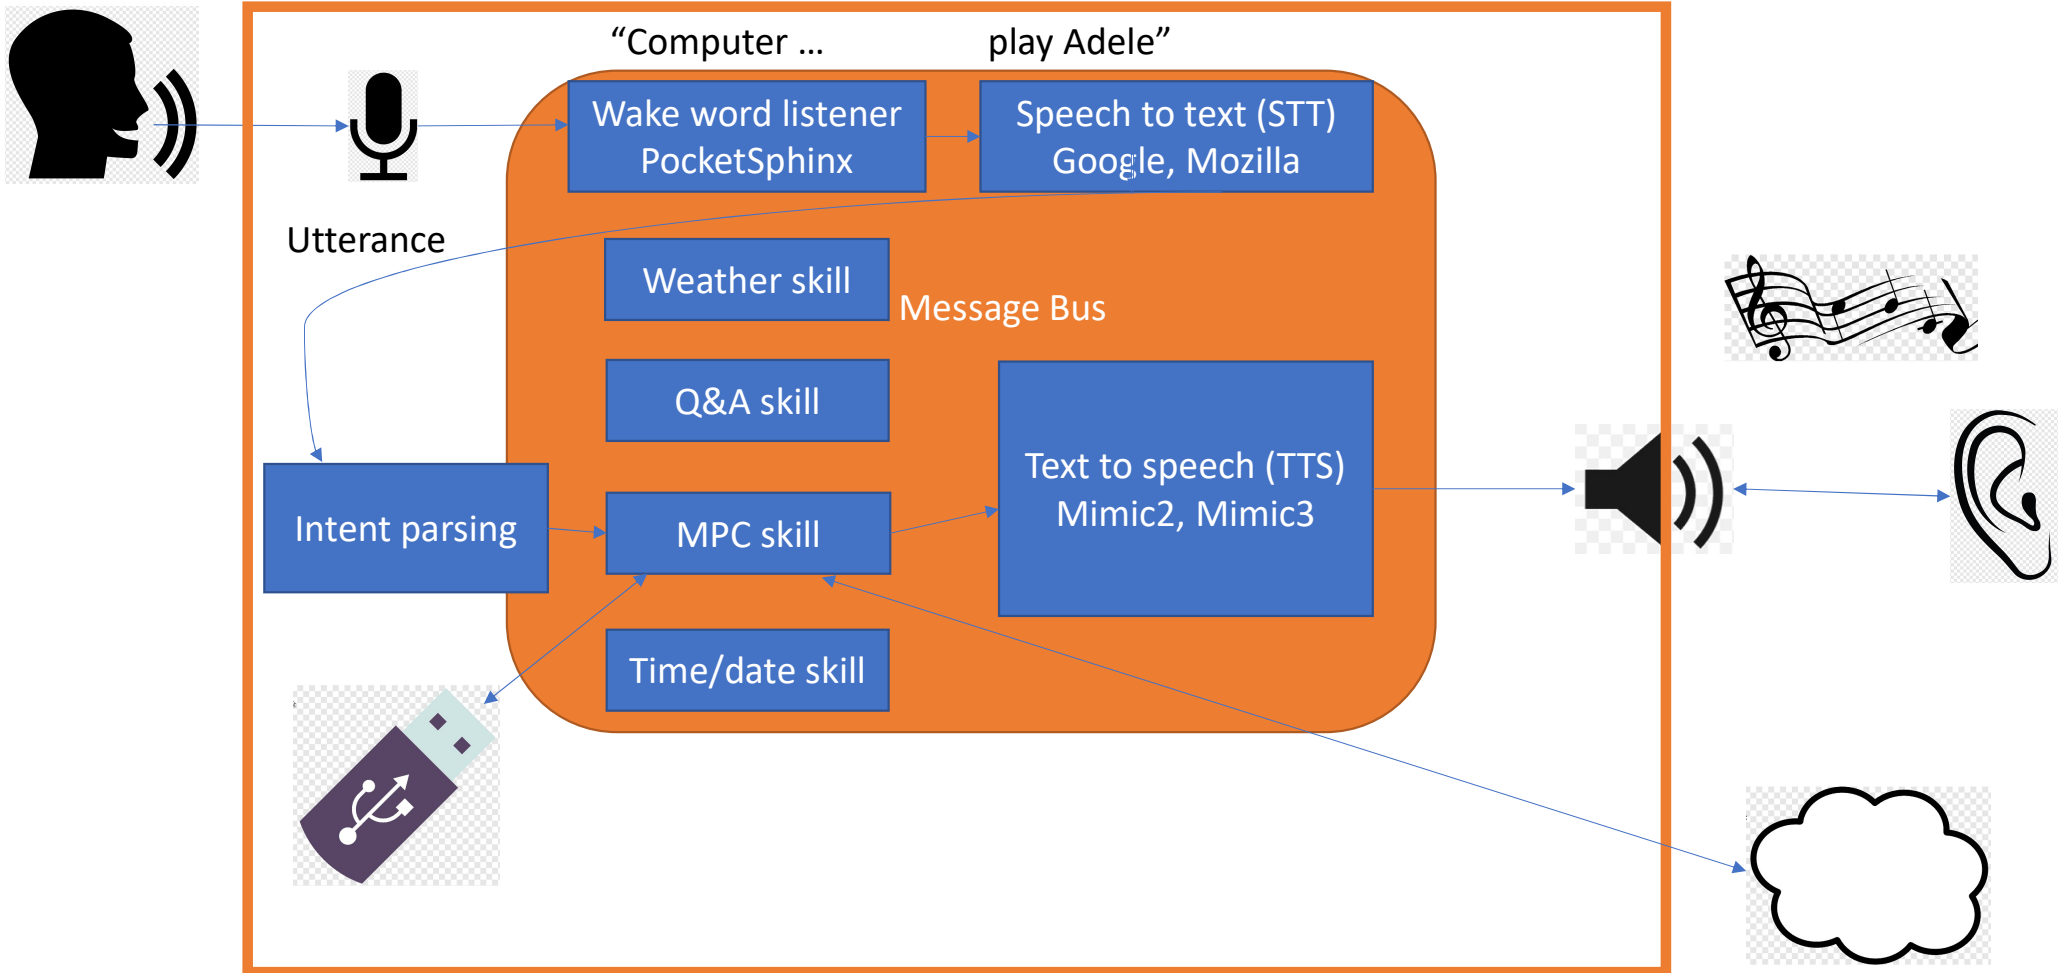 “Computer ... play Adele”
Wake word listener
PocketSphinx
Speech to text (STT)
Google, Mozilla
Utterance
Weather skill
Message Bus
Q&A skill
Text to speech (TTS)
Mimic2, Mimic3
Intent parsing
MPC skill
Time/date skill